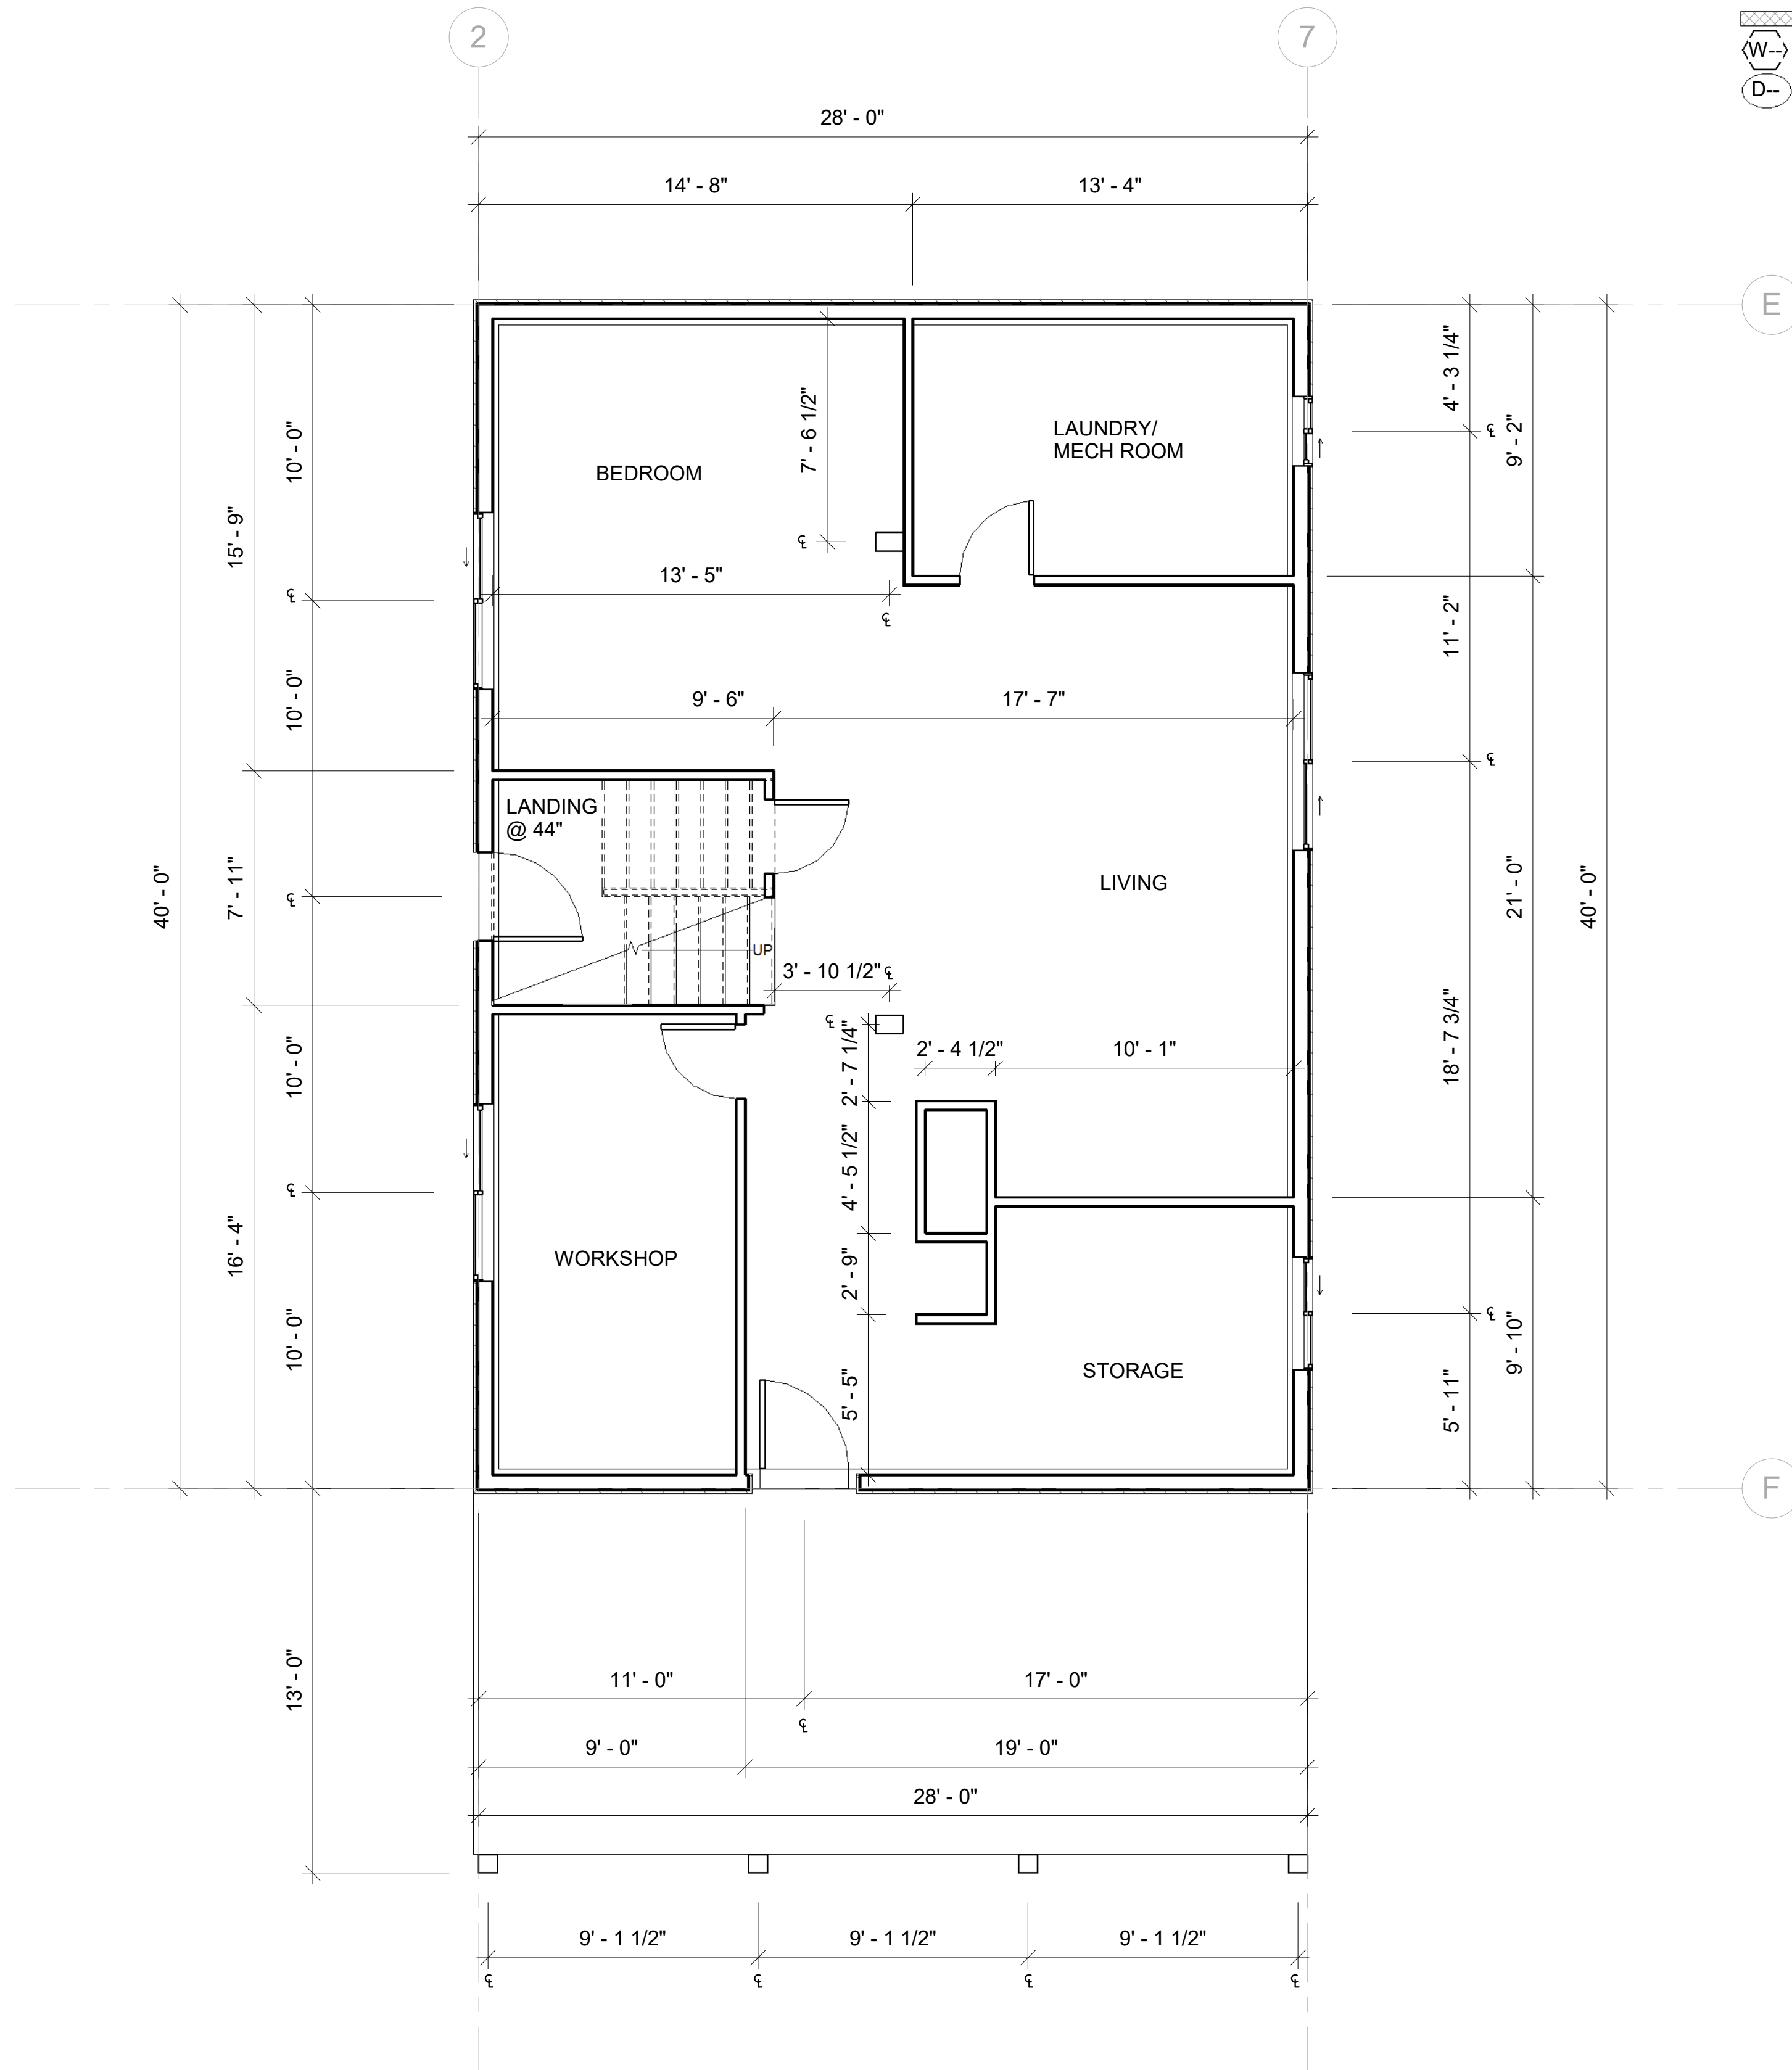 2
7
W--
D--
28' - 0"
14' - 8"
13' - 4"
E
4' - 3 1/4"
10' - 0"
7' - 6 1/2"
LAUNDRY/
MECH ROOM
℄
9' - 2"
BEDROOM
15' - 9"
℄
13' - 5"
℄
℄
11' - 2"
10' - 0"
9' - 6"
17' - 7"
℄
LANDING
@ 44"
40' - 0"
7' - 11"
℄
LIVING
21' - 0"
40' - 0"
UP
3' - 10 1/2"
℄
℄
2' - 7 1/4"
2' - 4 1/2"
10' - 1"
18' - 7 3/4"
10' - 0"
4' - 5 1/2"
℄
16' - 4"
WORKSHOP
2' - 9"
℄
10' - 0"
9' - 10"
STORAGE
5' - 5"
5' - 11"
F
13' - 0"
11' - 0"
17' - 0"
℄
9' - 0"
19' - 0"
28' - 0"
9' - 1 1/2"
9' - 1 1/2"
9' - 1 1/2"
℄
℄
℄
℄